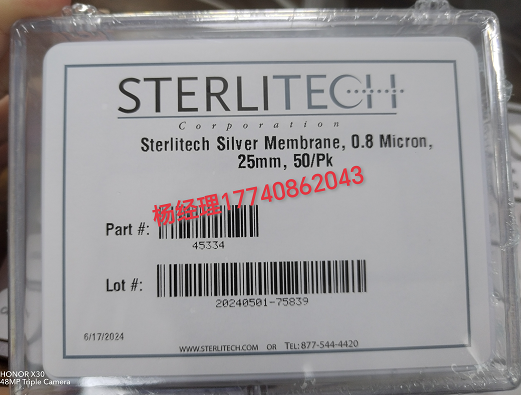 STERLITECH
Corporation
Sterlitech Silver Membrane, 0.8 Micron,
25mm, 50/Pk
杨经理17740862043
Part #:
45334
Lot #:
20240501-75839
6/17/2024
WWW.STERLITECH.COM OR TEL: 877-544-4420
HONOR X30
48MP Triple Camera